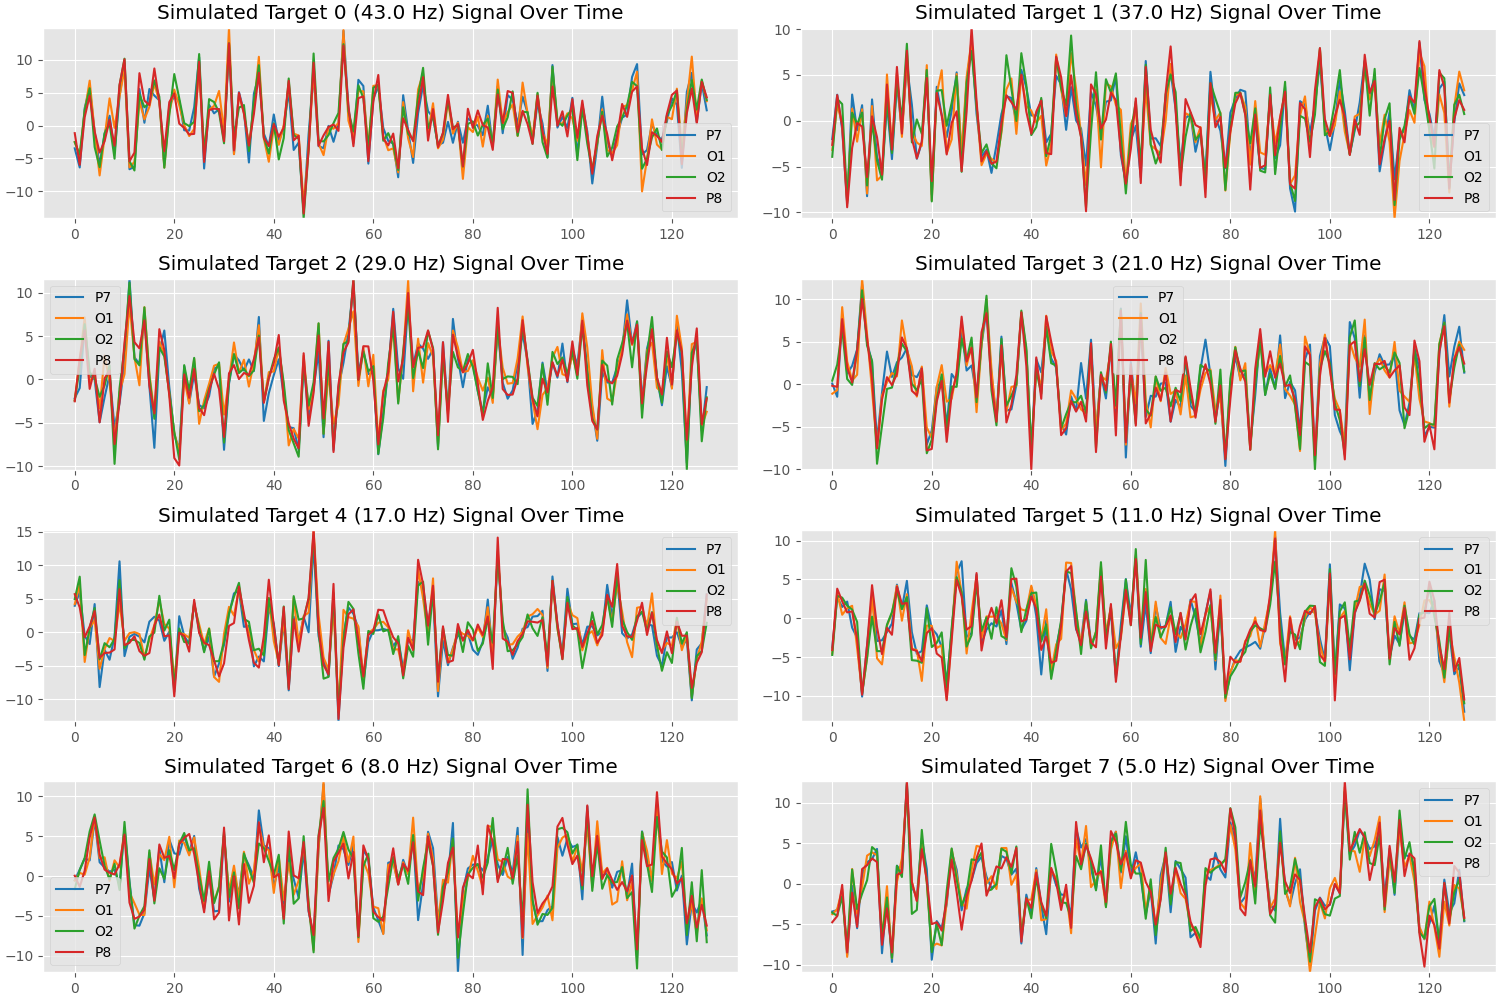 Simulated Target 0 (43.0 Hz) Signal Over Time
10
5
0
−5
−10
0 20 40 60 80 100 120
P7
O1
O2
P8
Simulated Target 1 (37.0 Hz) Signal Over Time
10
5
0
−5
−10
0 20 40 60 80 100 120
P7
O1
O2
P8
Simulated Target 2 (29.0 Hz) Signal Over Time
10
5
0
−5
−10
0 20 40 60 80 100 120
P7
O1
O2
P8
Simulated Target 3 (21.0 Hz) Signal Over Time
10
5
0
−5
−10
0 20 40 60 80 100 120
P7
O1
O2
P8
Simulated Target 4 (17.0 Hz) Signal Over Time
15
10
5
0
−5
−10
0 20 40 60 80 100 120
P7
O1
O2
P8
Simulated Target 5 (11.0 Hz) Signal Over Time
10
5
0
−5
−10
0 20 40 60 80 100 120
P7
O1
O2
P8
Simulated Target 6 (8.0 Hz) Signal Over Time
10
5
0
−5
−10
0 20 40 60 80 100 120
P7
O1
O2
P8
Simulated Target 7 (5.0 Hz) Signal Over Time
10
5
0
−5
−10
0 20 40 60 80 100 120
P7
O1
O2
P8